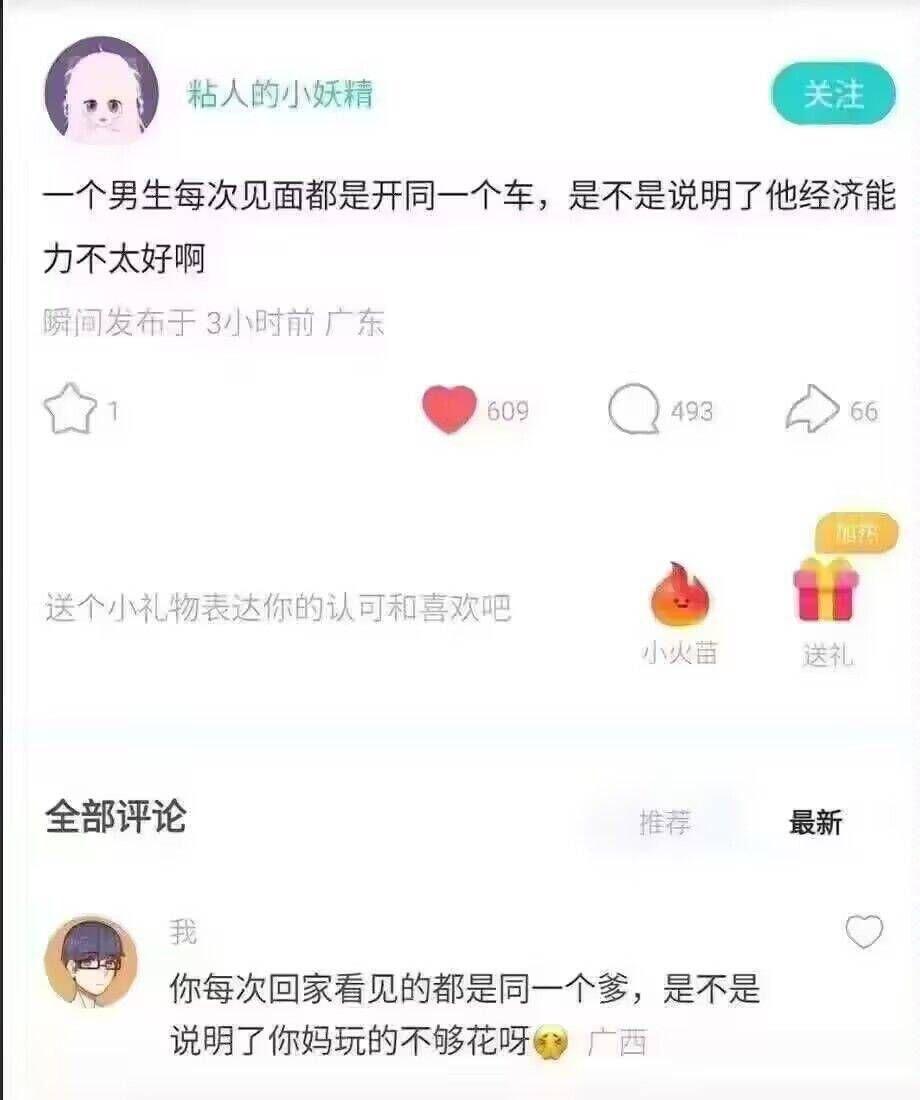 粘人的小妖精
关注
一个男生每次见面都是开同一个车，是不是说明了他经济能
力不太好啊
瞬间发布于 3小时前 广东
1
609
493
66
加热
送个小礼物表达你的认可和喜欢吧
小火苗
送礼
全部评论
推荐
最新
我
你每次回家看见的都是同一个爹，是不是
说明了你妈玩的不够花呀 广西